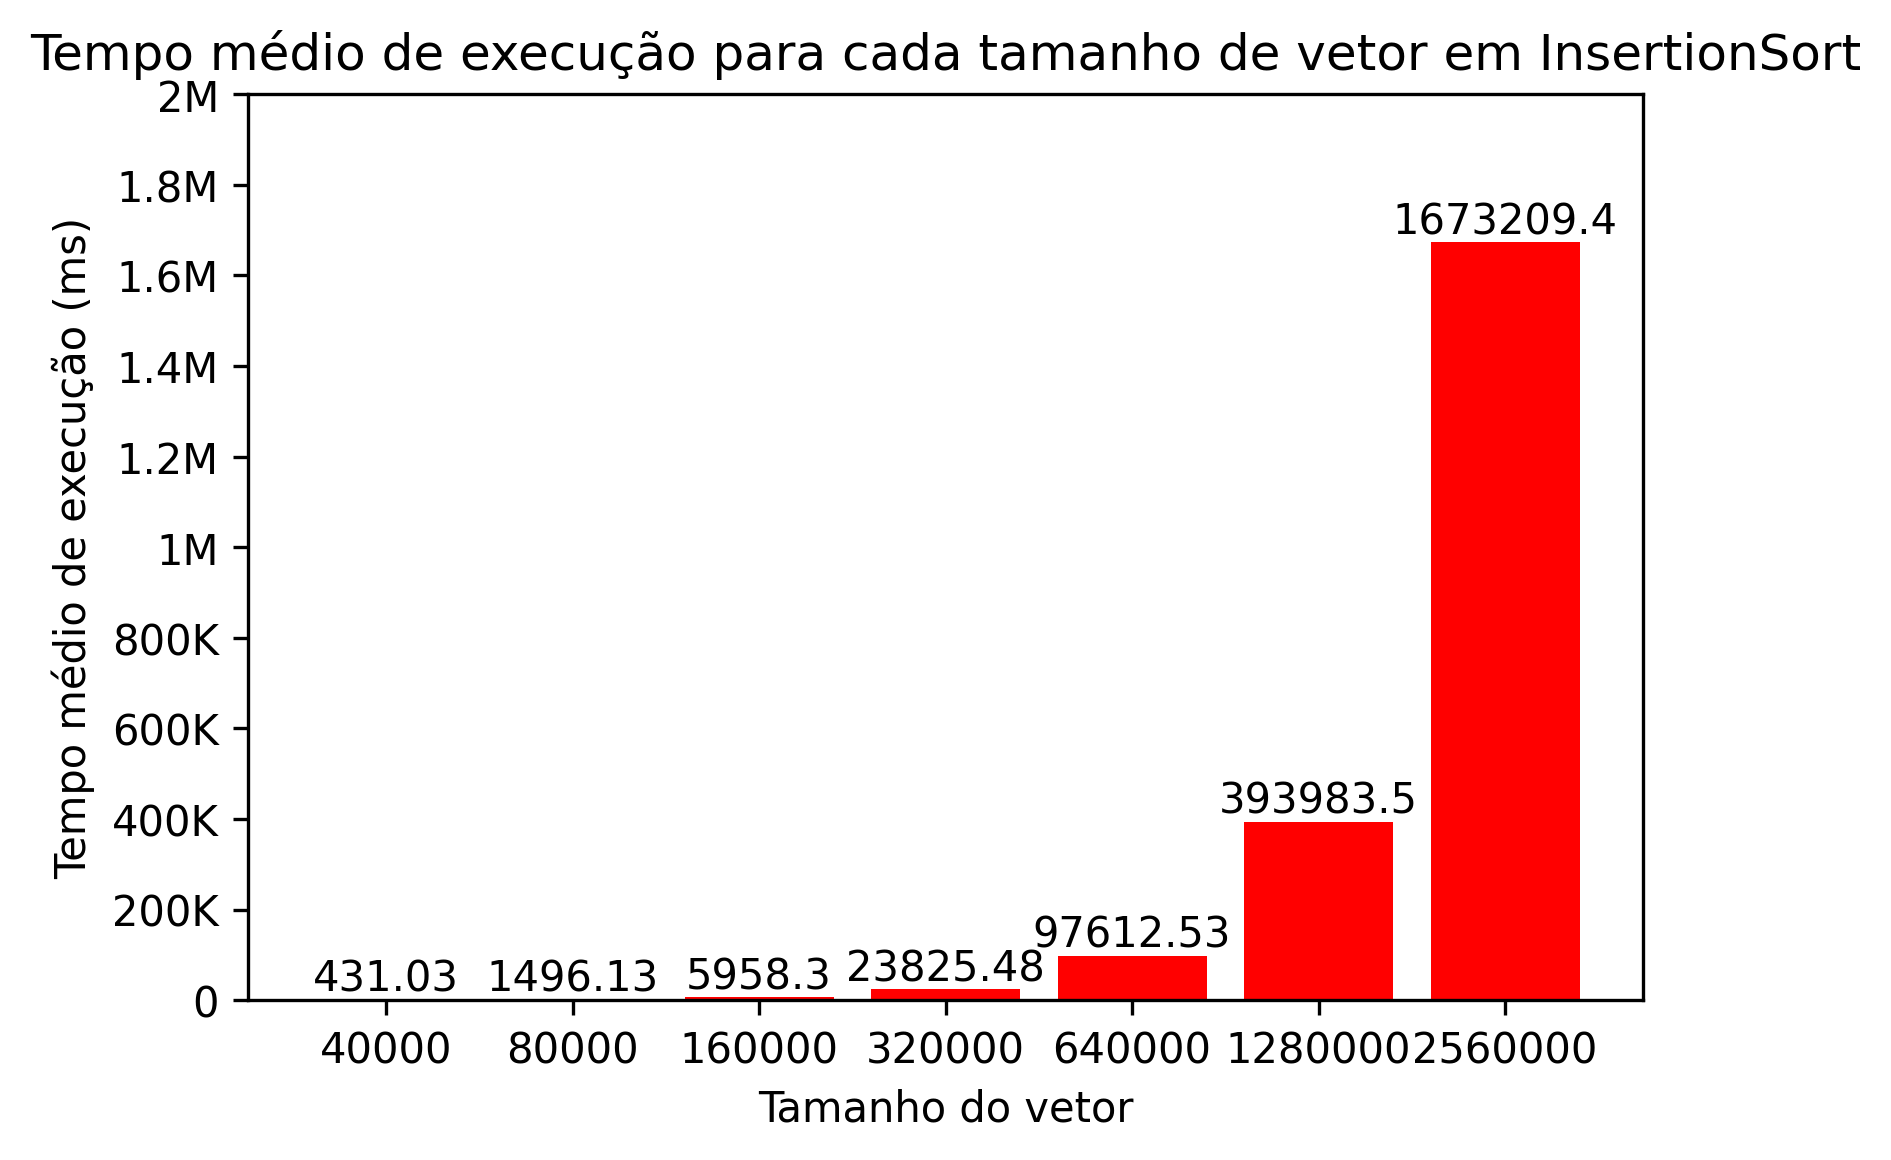 Tempo médio de execução para cada tamanho de vetor em InsertionSort
Tempo médio de execução (ms)
2M
1.8M
1.6M
1.4M
1.2M
1M
800K
600K
400K
200K
0
431.03
1496.13
5958.3
23825.48
97612.53
393983.5
1673209.4
40000
80000
160000
320000
640000
1280000
2560000
Tamanho do vetor